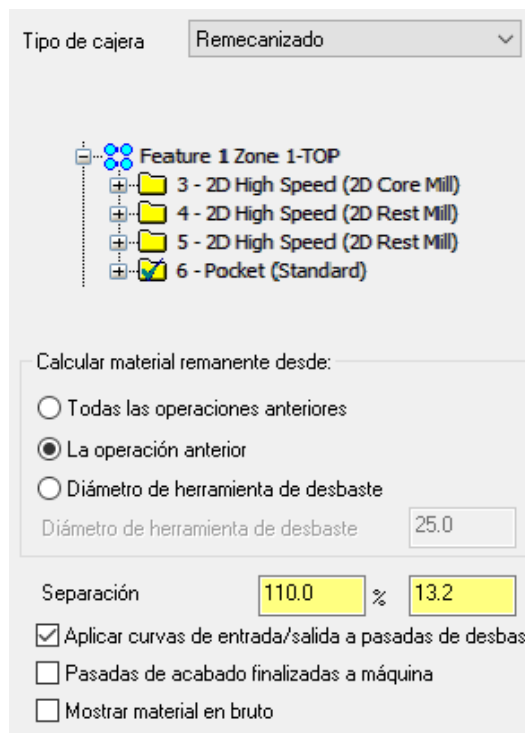 Tipo de cajera Remecanizado
Feature 1 Zone 1-TOP
3 - 2D High Speed (2D Core Mill)
4 - 2D High Speed (2D Rest Mill)
5 - 2D High Speed (2D Rest Mill)
6 - Pocket (Standard)
Calcular material remanente desde:
Todas las operaciones anteriores
La operación anterior
Diámetro de herramienta de desbaste
Diámetro de herramienta de desbaste 25.0
Separación 110.0 % 13.2
Aplicar curvas de entrada/salida a pasadas de desbas
Pasadas de acabado finalizadas a máquina
Mostrar material en bruto